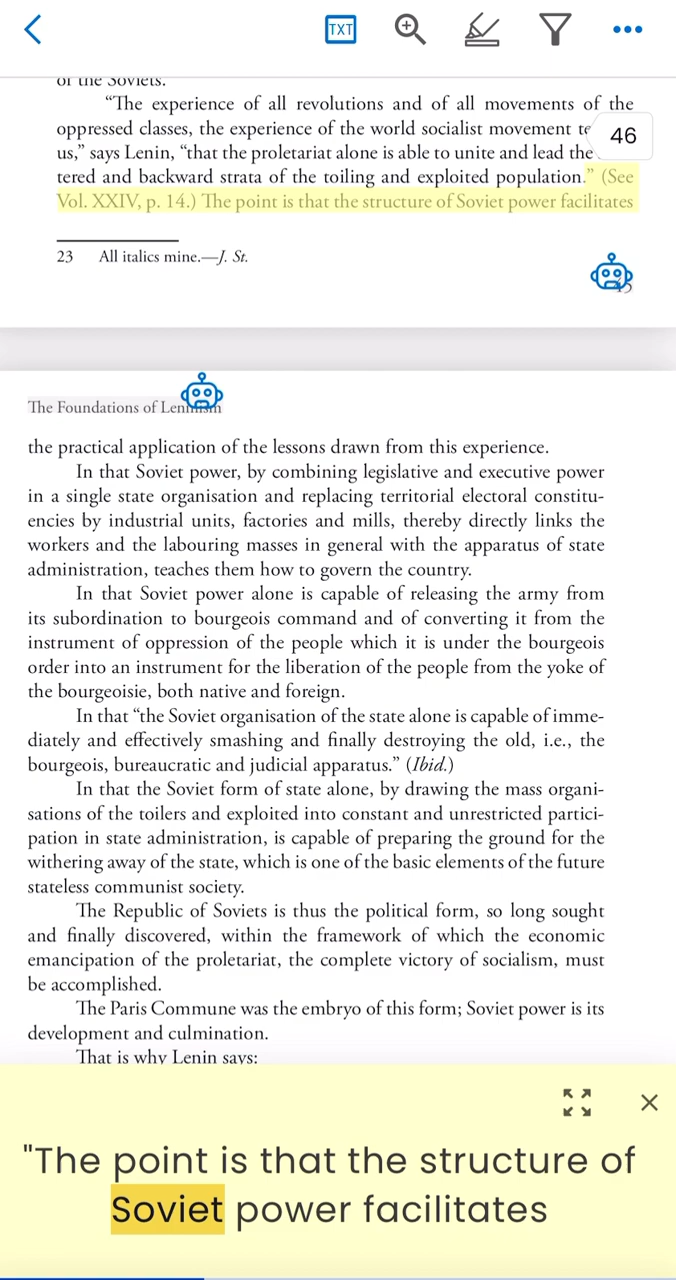 TXT
of the Soviets.
“The experience of all revolutions and of all movements of the
oppressed classes, the experience of the world socialist movement
46
us,” says Lenin, “that the proletariat alone is able to unite and lead the
tered and backward strata of the toiling and exploited population.” (See
Vol. XXIV, p. 14.) The point is that the structure of Soviet power facilitates
23 All italics mine.—J. St.
The Foundations of Leninism
the practical application of the lessons drawn from this experience.
In that Soviet power, by combining legislative and executive power
in a single state organisation and replacing territorial electoral constitu-
encies by industrial units, factories and mills, thereby directly links the
workers and the labouring masses in general with the apparatus of state
administration, teaches them how to govern the country.
In that Soviet power alone is capable of releasing the army from
its subordination to bourgeois command and of converting it from the
instrument of oppression of the people which it is under the bourgeois
order into an instrument for the liberation of the people from the yoke of
the bourgeoisie, both native and foreign.
In that “the Soviet organisation of the state alone is capable of imme-
diately and effectively smashing and finally destroying the old, i.e., the
bourgeois, bureaucratic and judicial apparatus.” (Ibid.)
In that the Soviet form of state alone, by drawing the mass organi-
sations of the toilers and exploited into constant and unrestricted partici-
pation in state administration, is capable of preparing the ground for the
withering away of the state, which is one of the basic elements of the future
stateless communist society.
The Republic of Soviets is thus the political form, so long sought
and finally discovered, within the framework of which the economic
emancipation of the proletariat, the complete victory of socialism, must
be accomplished.
The Paris Commune was the embryo of this form; Soviet power is its
development and culmination.
That is why Lenin says:
"The point is that the structure of
Soviet power facilitates